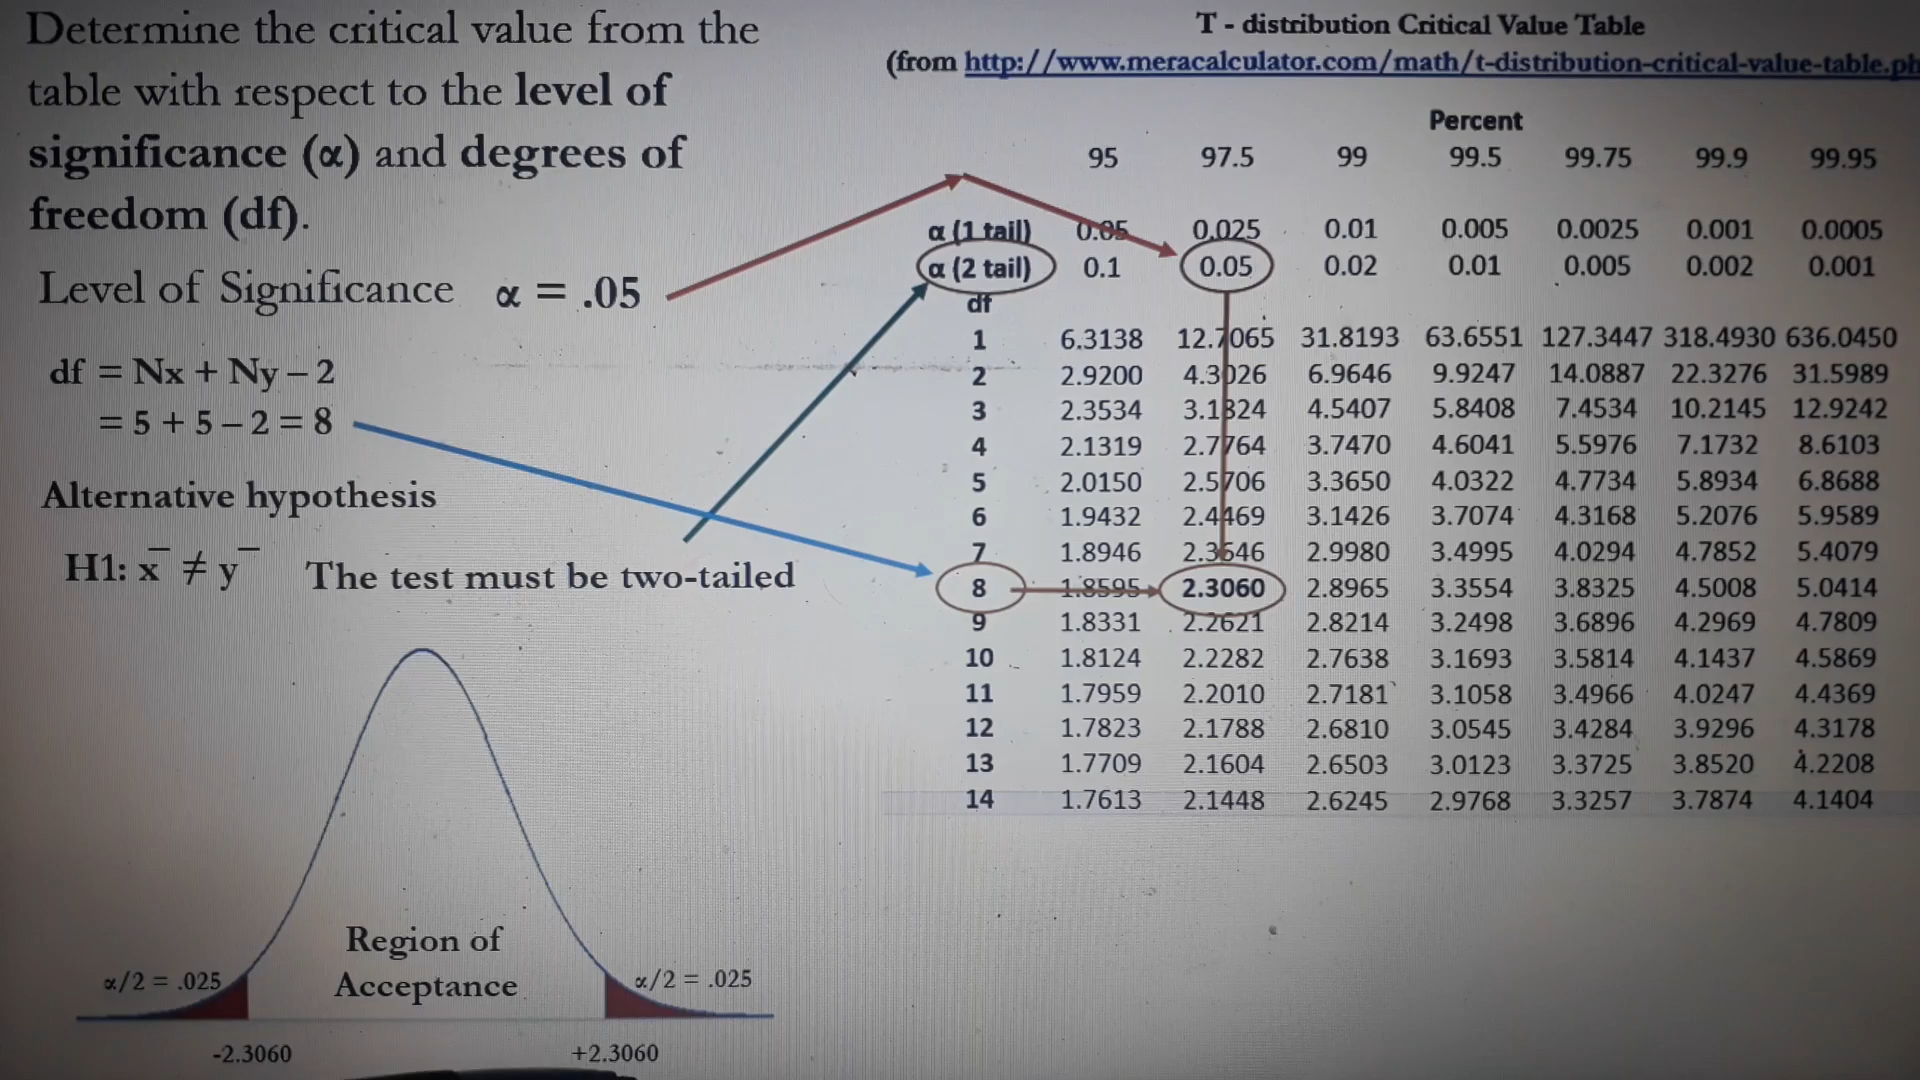 Determine the critical value from the
table with respect to the level of
significance (α) and degrees of
freedom (df).
Level of Significance α = .05
df = Nx + Ny – 2
= 5 + 5 – 2 = 8
Alternative hypothesis
H1: x̄ ≠ ȳ The test must be two-tailed
Region of
Acceptance
α/2 = .025
α/2 = .025
-2.3060
+2.3060
T - distribution Critical Value Table
(from http://www.meracalculator.com/math/t-distribution-critical-value-table.ph
Percent
95 97.5 99 99.5 99.75 99.9 99.95
α (1 tail) 0.05 0.025 0.01 0.005 0.0025 0.001 0.0005
α (2 tail) 0.1 0.05 0.02 0.01 0.005 0.002 0.001
df
1 6.3138 12.7065 31.8193 63.6551 127.3447 318.4930 636.0450
2 2.9200 4.3026 6.9646 9.9247 14.0887 22.3276 31.5989
3 2.3534 3.1824 4.5407 5.8408 7.4534 10.2145 12.9242
4 2.1319 2.7764 3.7470 4.6041 5.5976 7.1732 8.6103
5 2.0150 2.5706 3.3650 4.0322 4.7734 5.8934 6.8688
6 1.9432 2.4469 3.1426 3.7074 4.3168 5.2076 5.9589
7 1.8946 2.3646 2.9980 3.4995 4.0294 4.7852 5.4079
8 1.8595 2.3060 2.8965 3.3554 3.8325 4.5008 5.0414
9 1.8331 2.2621 2.8214 3.2498 3.6896 4.2969 4.7809
10 1.8124 2.2282 2.7638 3.1693 3.5814 4.1437 4.5869
11 1.7959 2.2010 2.7181 3.1058 3.4966 4.0247 4.4369
12 1.7823 2.1788 2.6810 3.0545 3.4284 3.9296 4.3178
13 1.7709 2.1604 2.6503 3.0123 3.3725 3.8520 4.2208
14 1.7613 2.1448 2.6245 2.9768 3.3257 3.7874 4.1404